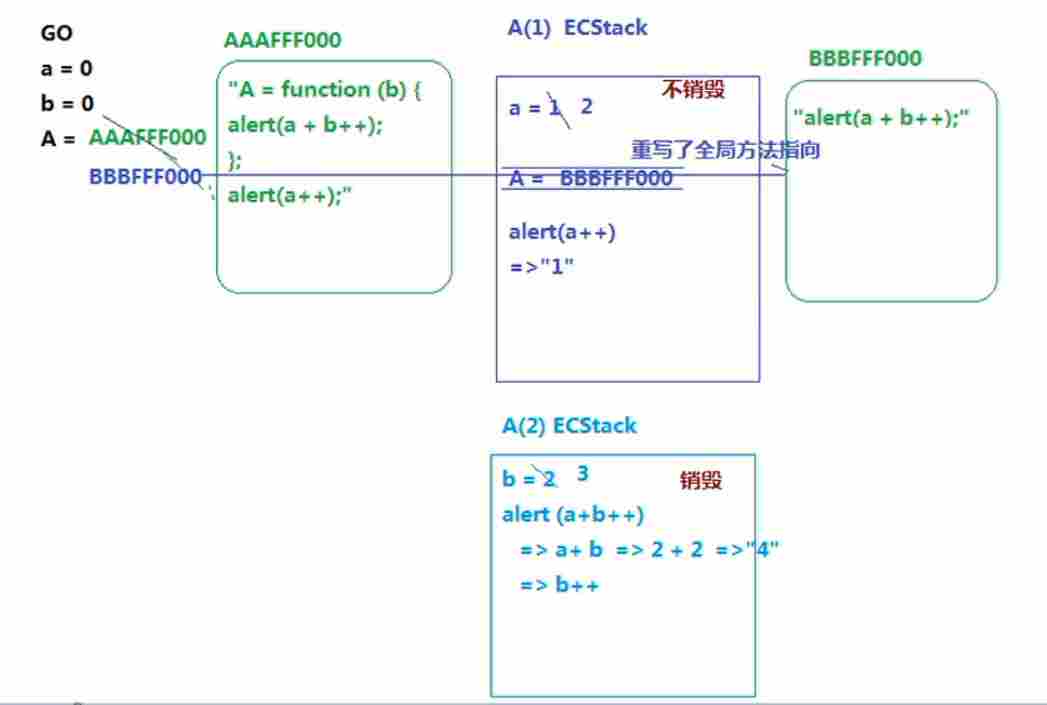 GO
a = 0
b = 0
A = AAAFFF000
BBBFFF000
AAAFFF000
"A = function (b) {
alert(a + b++);
};
alert(a++);"
A(1) ECStack
a = 1 2
不销毁
重写了全局方法指向
A = BBBFFF000
alert(a++)
=>"1"
BBBFFF000
"alert(a + b++);"
A(2) ECStack
b = 2 3
销毁
alert (a+b++)
=> a+ b => 2 + 2 =>"4"
=> b++